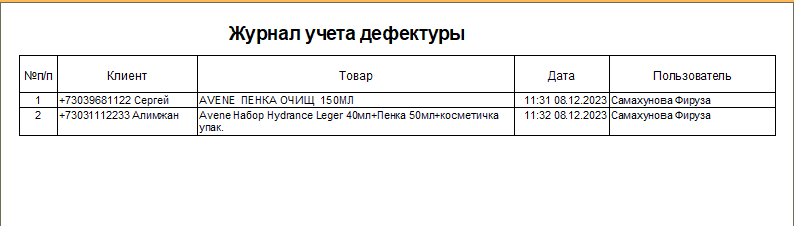 Журнал учета дефектуры
№п/п Клиент Товар Дата Пользователь
1 +73039681122 Сергей AVENE ПЕНКА ОЧИЩ 150МЛ 11:31 08.12.2023 Самахунова Фируза
2 +73031112233 Алимжан Avene Набор Hydrance Leger 40мл+Пенка 50мл+косметичка 11:32 08.12.2023 Самахунова Фируза
упак.